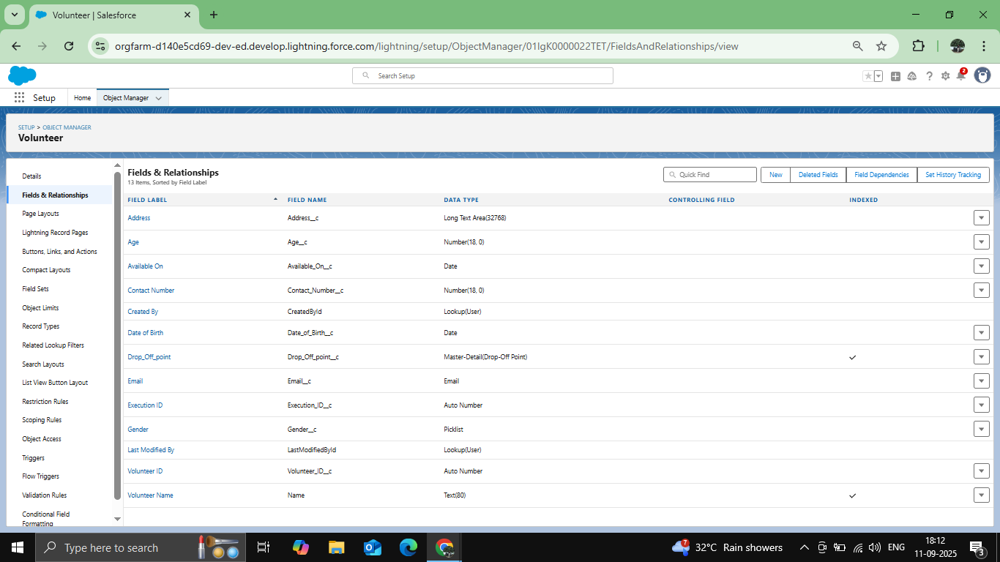 Volunteer | Salesforce
orgfarm-d140e5cd69-dev-ed.develop.lightning.force.com/lightning/setup/ObjectManager/01IgK0000022TET/FieldsAndRelationships/view
Search Setup
2
Setup
Home
Object Manager
SETUP > OBJECT MANAGER
Volunteer
Details
Fields & Relationships
Page Layouts
Lightning Record Pages
Buttons, Links, and Actions
Compact Layouts
Field Sets
Object Limits
Record Types
Related Lookup Filters
Search Layouts
List View Button Layout
Restriction Rules
Scoping Rules
Object Access
Triggers
Flow Triggers
Validation Rules
Conditional Field
Formatting
Fields & Relationships
13 Items, Sorted by Field Label
Quick Find
New
Deleted Fields
Field Dependencies
Set History Tracking
FIELD LABEL FIELD NAME DATA TYPE CONTROLLING FIELD INDEXED
Address Address__c Long Text Area(32768)
Age Age__c Number(18, 0)
Available On Available_On__c Date
Contact Number Contact_Number__c Number(18, 0)
Created By CreatedById Lookup(User)
Date of Birth Date_of_Birth__c Date
Drop_Off_point Drop_Off_point__c Master-Detail(Drop-Off Point)
Email Email__c Email
Execution ID Execution_ID__c Auto Number
Gender Gender__c Picklist
Last Modified By LastModifiedById Lookup(User)
Volunteer ID Volunteer_ID__c Auto Number
Volunteer Name Name Text(80)
Type here to search
7
32°C Rain showers
ENG
18:12
11-09-2025
3